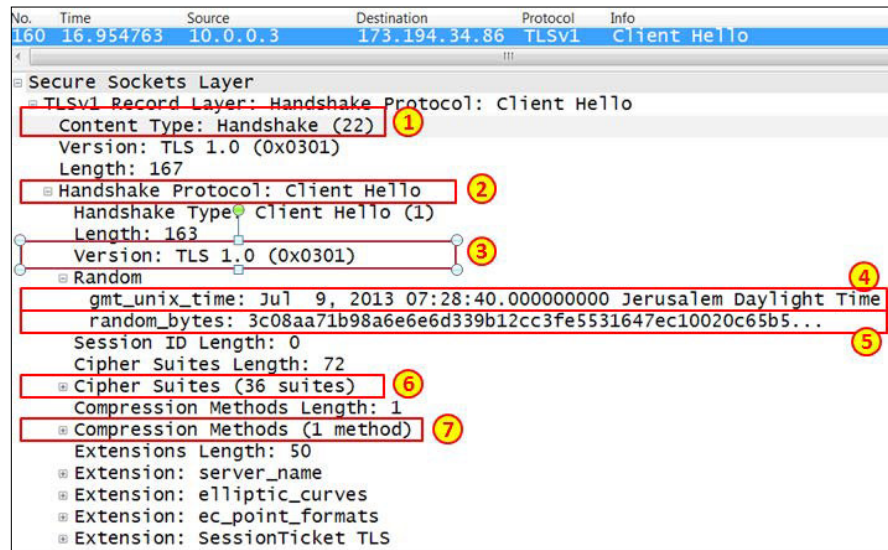 No. Time Source Destination Protocol Info
160 16.954763 10.0.0.3 173.194.34.86 TLSv1 Client Hello
Secure Sockets Layer
TLSv1 Record Layer: Handshake Protocol: Client Hello
Content Type: Handshake (22) 1
Version: TLS 1.0 (0x0301)
Length: 167
Handshake Protocol: Client Hello 2
Handshake Type: Client Hello (1)
Length: 163
Version: TLS 1.0 (0x0301) 3
Random 4
gmt_unix_time: Jul 9, 2013 07:28:40.000000000 Jerusalem Daylight Time
random_bytes: 3c08aa71b98a6e6e6d339b12cc3fe5531647ec10020c65b5...
Session ID Length: 0 5
Cipher Suites Length: 72
Cipher Suites (36 suites) 6
Compression Methods Length: 1
Compression Methods (1 method) 7
Extensions Length: 50
Extension: server_name
Extension: elliptic_curves
Extension: ec_point_formats
Extension: SessionTicket TLS